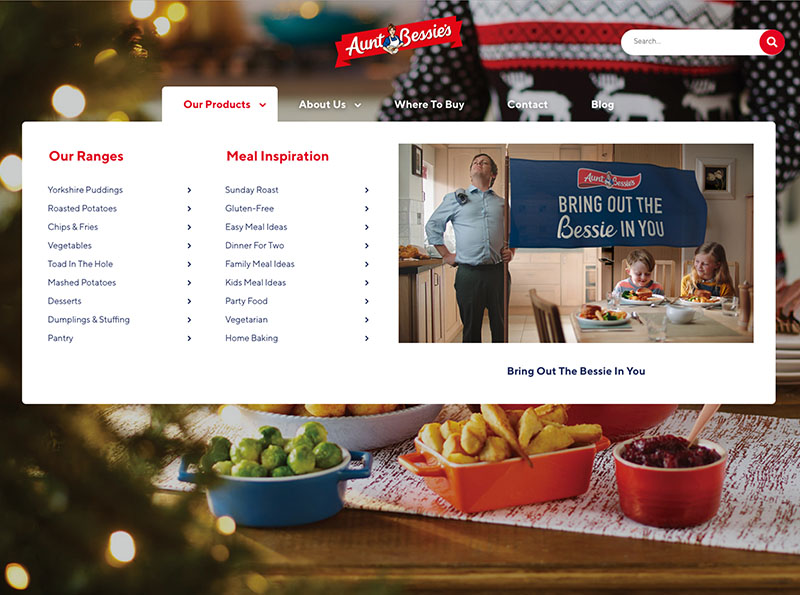 Aunt Bessie's
Search...
Our Products
About Us
Where To Buy
Contact
Blog
Our Ranges
Yorkshire Puddings
Roasted Potatoes
Chips & Fries
Vegetables
Toad In The Hole
Mashed Potatoes
Desserts
Dumplings & Stuffing
Pantry
Meal Inspiration
Sunday Roast
Gluten-Free
Easy Meal Ideas
Dinner For Two
Family Meal Ideas
Kids Meal Ideas
Party Food
Vegetarian
Home Baking
Aunt Bessie's
BRING OUT THE
Bessie IN YOU
Bring Out The Bessie In You